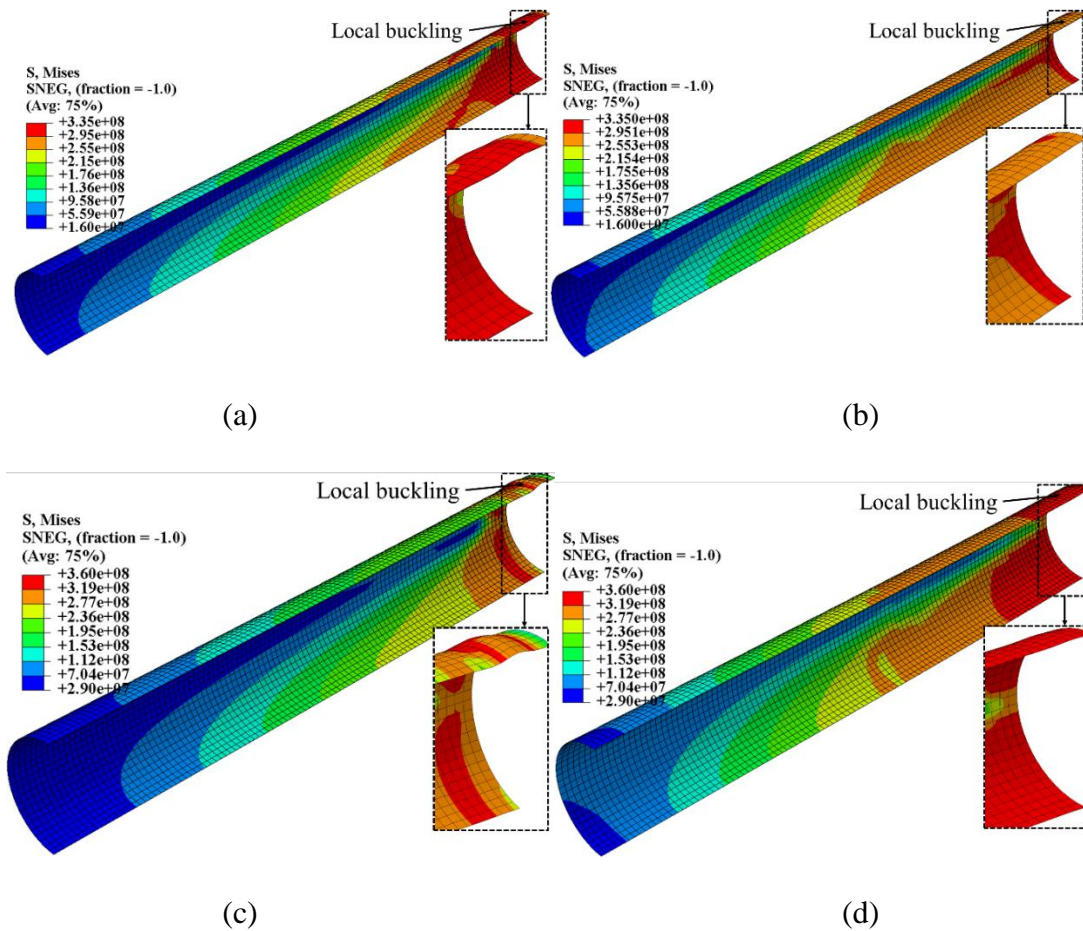 Local buckling
S, Mises
SNEG, (fraction = -1.0)
(Avg: 75%)
+3.35e+08
+2.95e+08
+2.55e+08
+2.15e+08
+1.76e+08
+1.36e+08
+9.58e+07
+5.59e+07
+1.60e+07
(a)
Local buckling
S, Mises
SNEG, (fraction = -1.0)
(Avg: 75%)
+3.350e+08
+2.951e+08
+2.553e+08
+2.154e+08
+1.755e+08
+1.356e+08
+9.575e+07
+5.588e+07
+1.600e+07
(b)
Local buckling
S, Mises
SNEG, (fraction = -1.0)
(Avg: 75%)
+3.60e+08
+3.19e+08
+2.77e+08
+2.36e+08
+1.95e+08
+1.53e+08
+1.12e+08
+7.04e+07
+2.90e+07
(c)
Local buckling
S, Mises
SNEG, (fraction = -1.0)
(Avg: 75%)
+3.60e+08
+3.19e+08
+2.77e+08
+2.36e+08
+1.95e+08
+1.53e+08
+1.12e+08
+7.04e+07
+2.90e+07
(d)